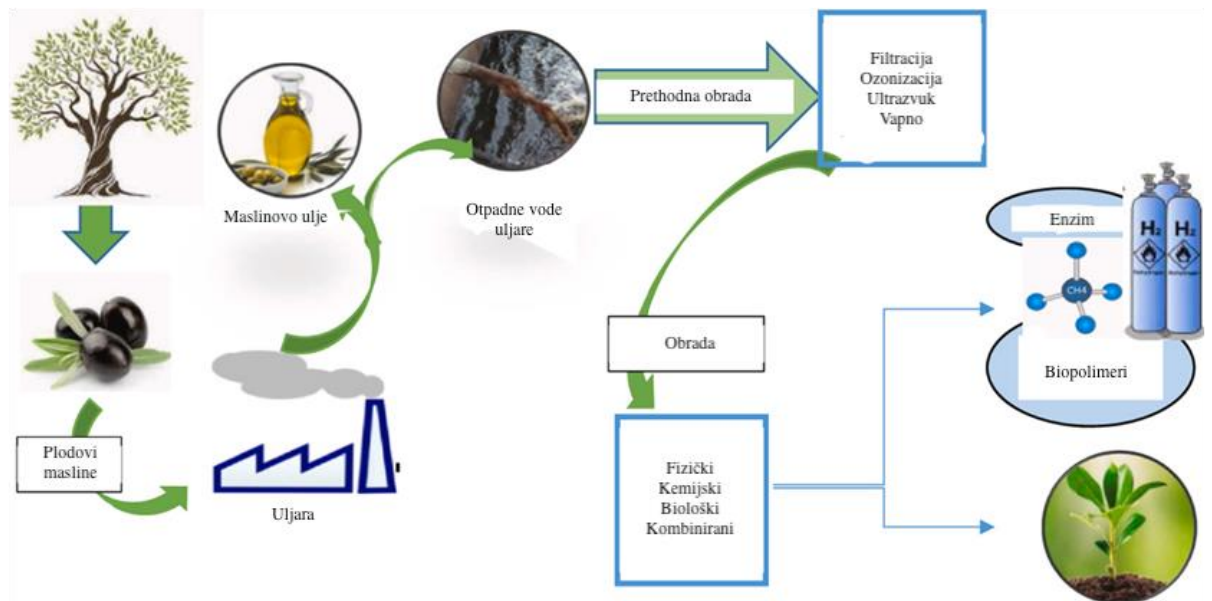 Maslinovo ulje
Otpadne vode
uljare
Prethodna obrada
Filtracija
Ozonizacija
Ultrazvuk
Vapno
Plodovi
masline
Uljara
Obrada
Fizički
Kemijski
Biološki
Kombinirani
Enzim
H₂
H₂
CH4
Biopolimeri